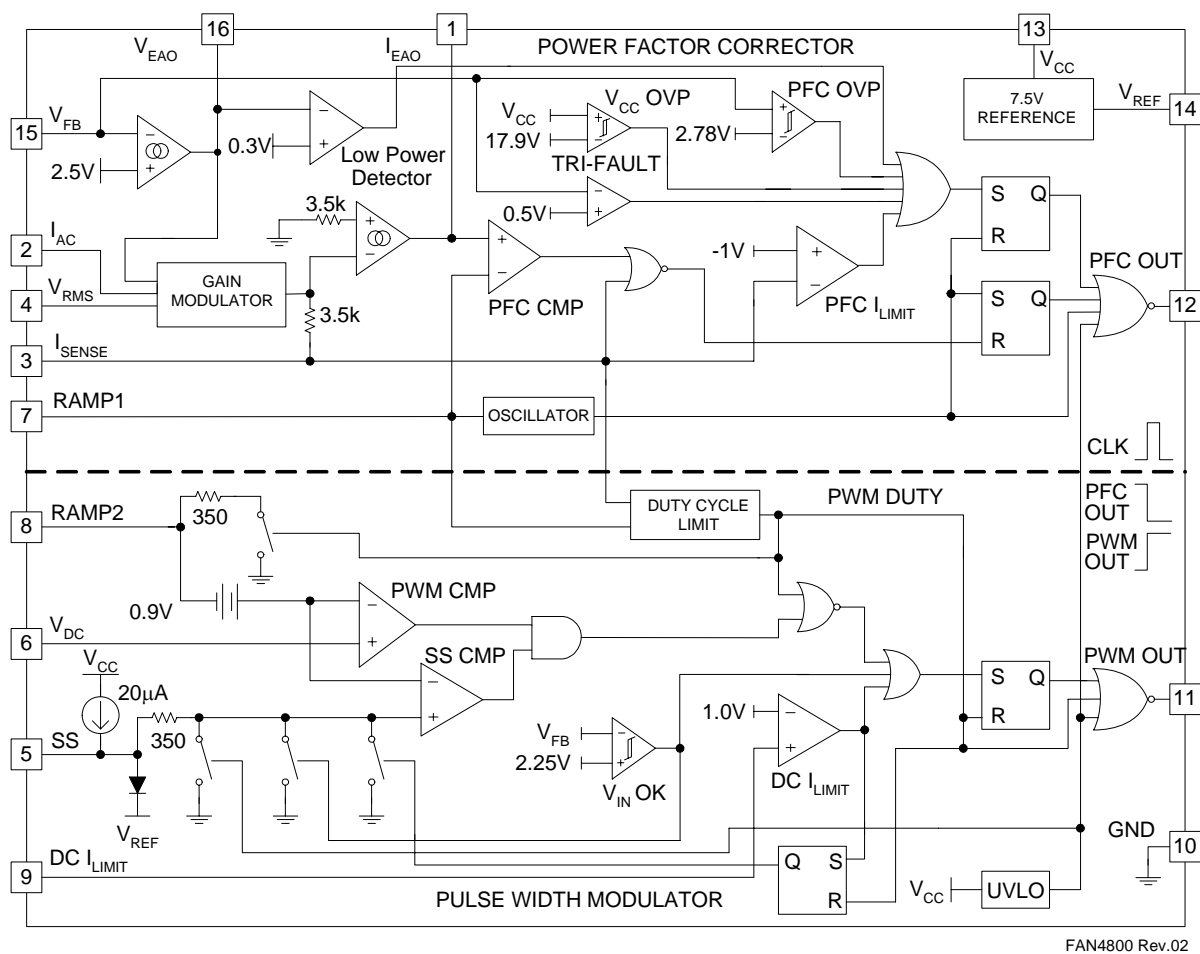 16
1
13
V_EAO
I_EAO
POWER FACTOR CORRECTOR
V_CC
7.5V
REFERENCE
V_REF
14
15
V_FB
2.5V
0.3V
Low Power
Detector
V_CC
17.9V
V_CC OVP
TRI-FAULT
2.78V
PFC OVP
0.5V
3.5k
2
I_AC
GAIN
MODULATOR
4
V_RMS
3.5k
PFC CMP
-1V
PFC I_LIMIT
S
Q
R
S
Q
R
PFC OUT
12
3
I_SENSE
7
RAMP1
OSCILLATOR
CLK
8
RAMP2
350
DUTY CYCLE
LIMIT
PWM DUTY
PFC
OUT
PWM
OUT
0.9V
PWM CMP
6
V_DC
SS CMP
V_CC
20μA
5
SS
350
V_REF
V_FB
2.25V
V_IN OK
1.0V
DC I_LIMIT
S
Q
R
PWM OUT
11
9
DC I_LIMIT
Q
S
R
V_CC
UVLO
GND
10
PULSE WIDTH MODULATOR
+
−
+
−
+
−
+
−
+
−
+
−
+
−
+
−
+
−
+
−
+
−
+
−
FAN4800 Rev.02